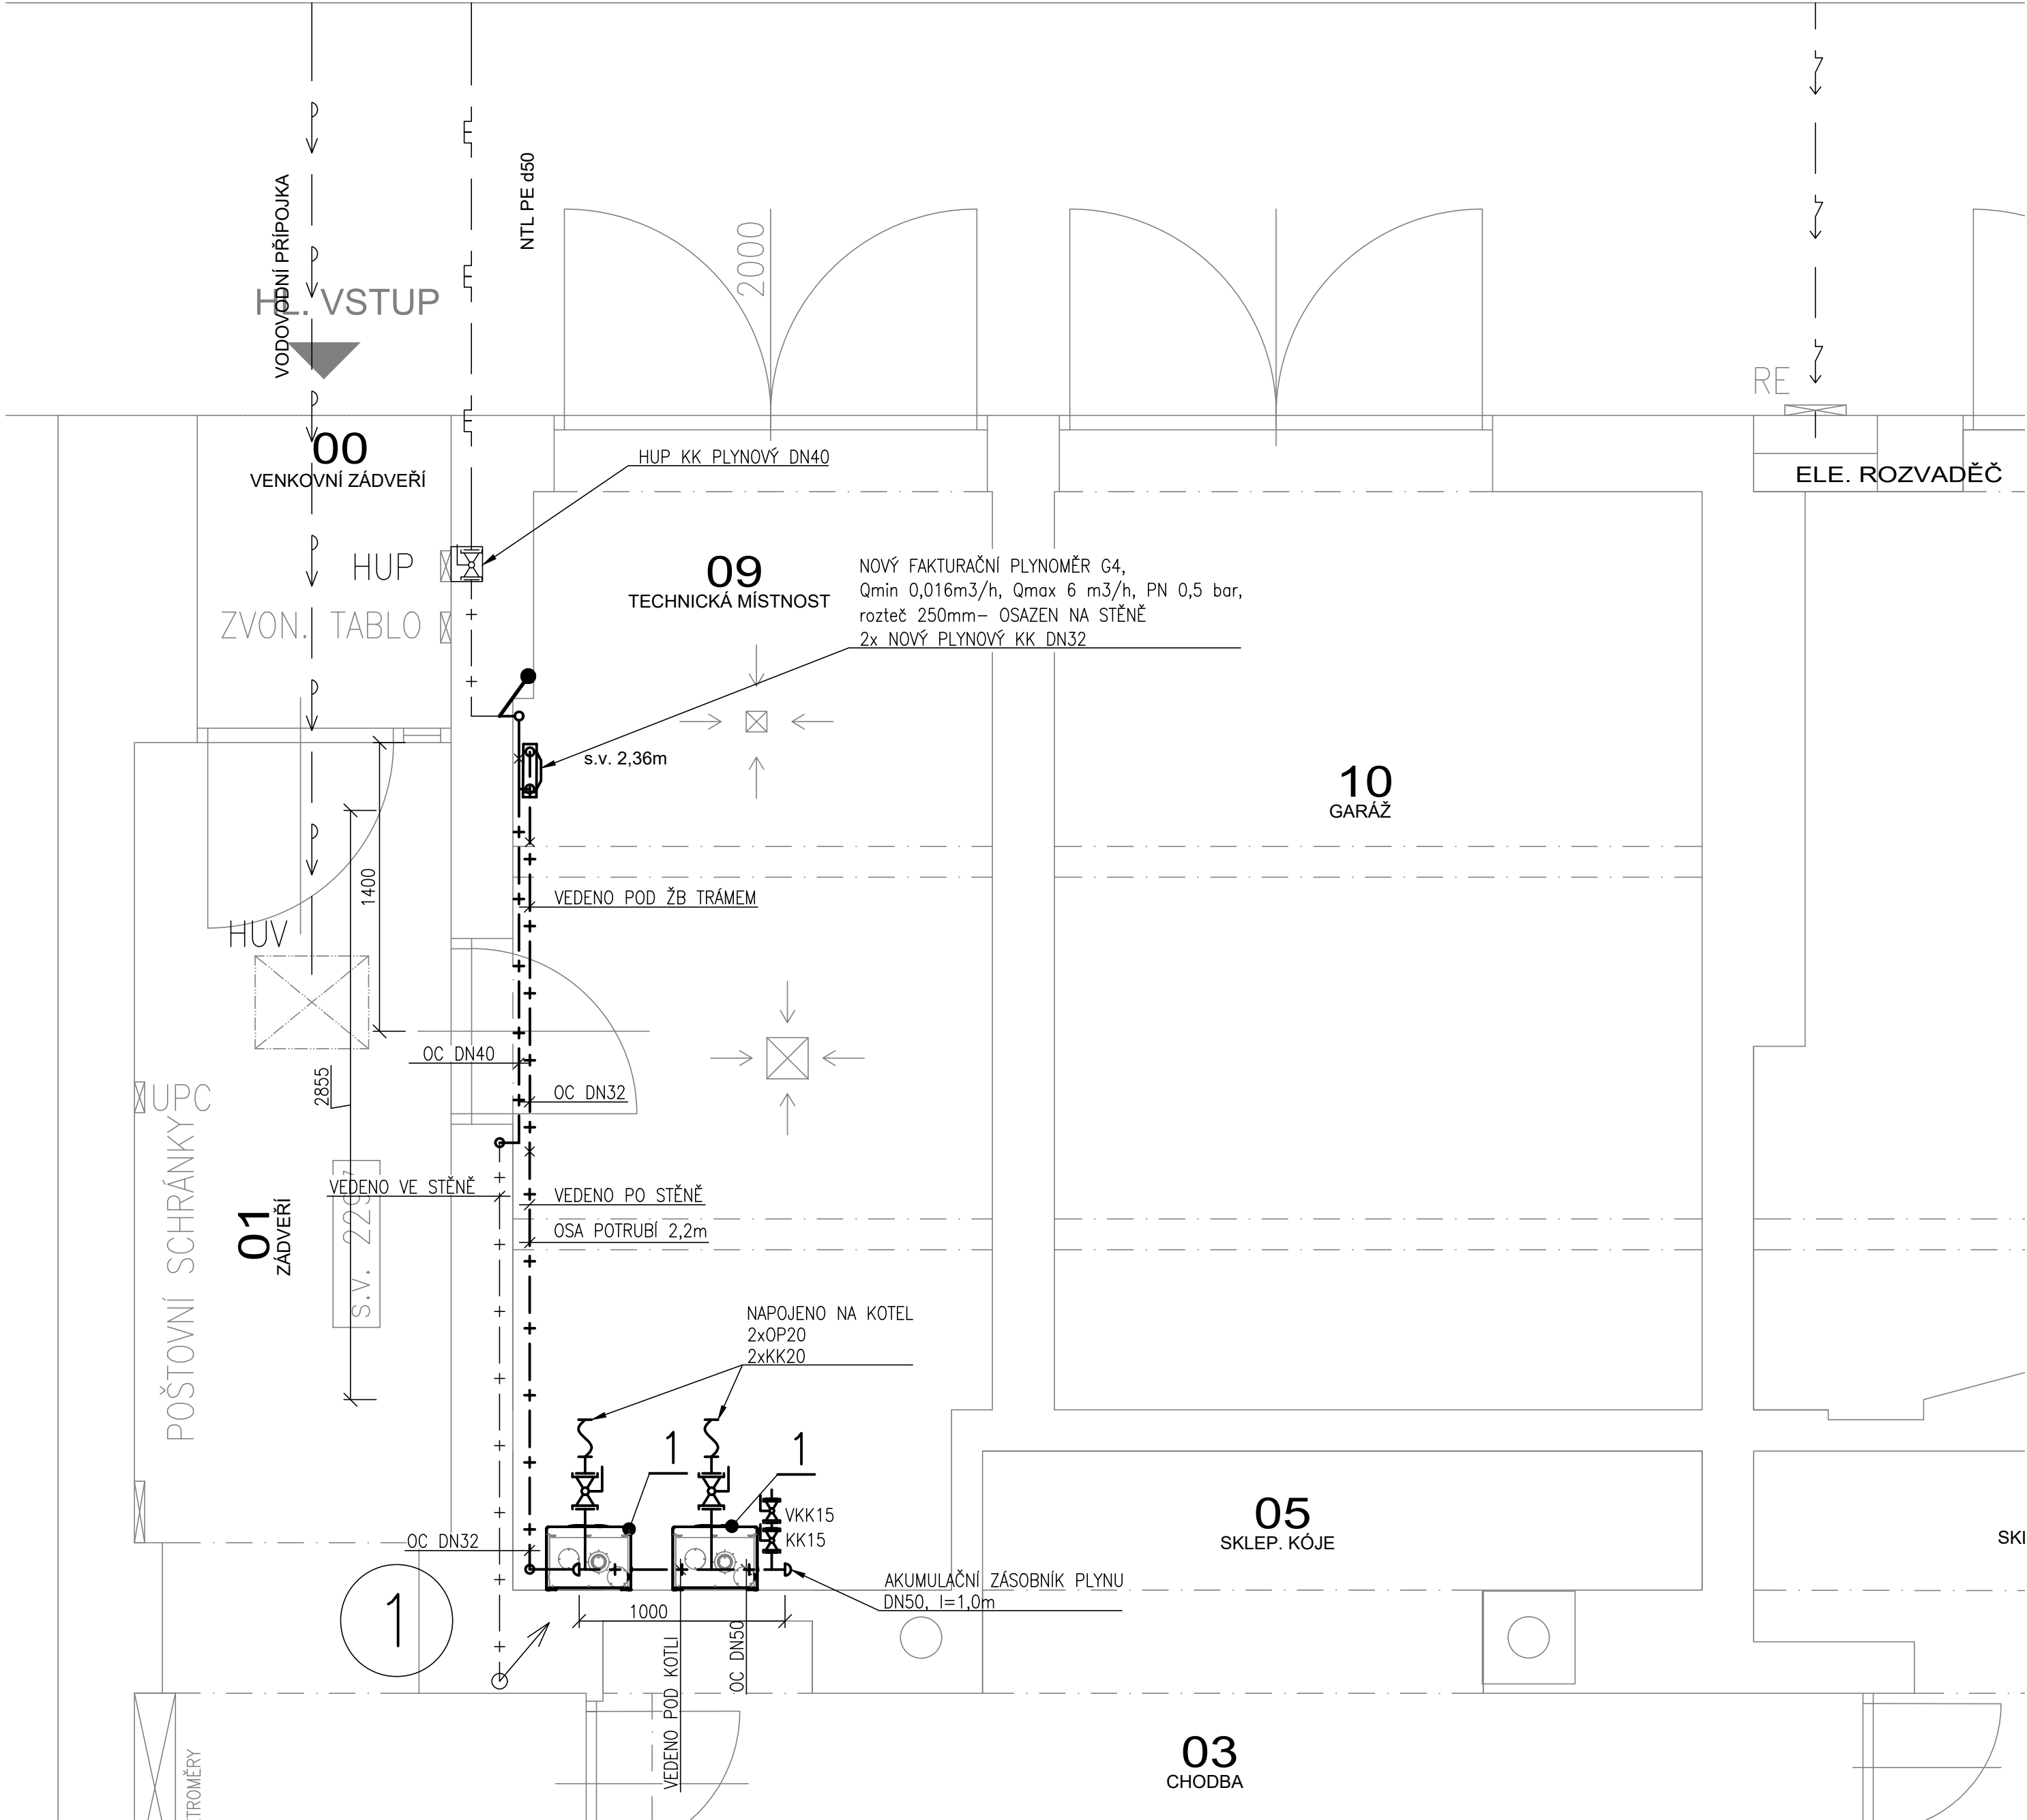 VODOVODNÍ PŘÍPOJKA
NTL PE d50
2000
HL. VSTUP
RE
00
VENKOVNÍ ZÁDVEŘÍ
HUP KK PLYNOVÝ DN40
ELE. ROZVADĚČ
HUP
ZVON. TABLO
09
TECHNICKÁ MÍSTNOST
NOVÝ FAKTURAČNÍ PLYNOMĚR G4,
Qmin 0,016m3/h, Qmax 6 m3/h, PN 0,5 bar,
rozteč 250mm– OSAZEN NA STĚNĚ
2x NOVÝ PLYNOVÝ KK DN32
s.v. 2,36m
10
GARÁŽ
1400
VEDENO POD ŽB TRÁMEM
HUV
OC DN40
2855
UPC
OC DN32
POŠTOVNÍ SCHRÁNKY
VEDENO VE STĚNĚ
VEDENO PO STĚNĚ
01
ZÁDVEŘÍ
s.v.
OSA POTRUBÍ 2,2m
NAPOJENO NA KOTEL
2xOP20
2xKK20
1
1
VKK15
KK15
05
SKLEP. KÓJE
OC DN32
AKUMULAČNÍ ZÁSOBNÍK PLYNU
DN50, l=1,0m
1
1000
VEDENO POD KOTLI
OC DN50
03
CHODBA